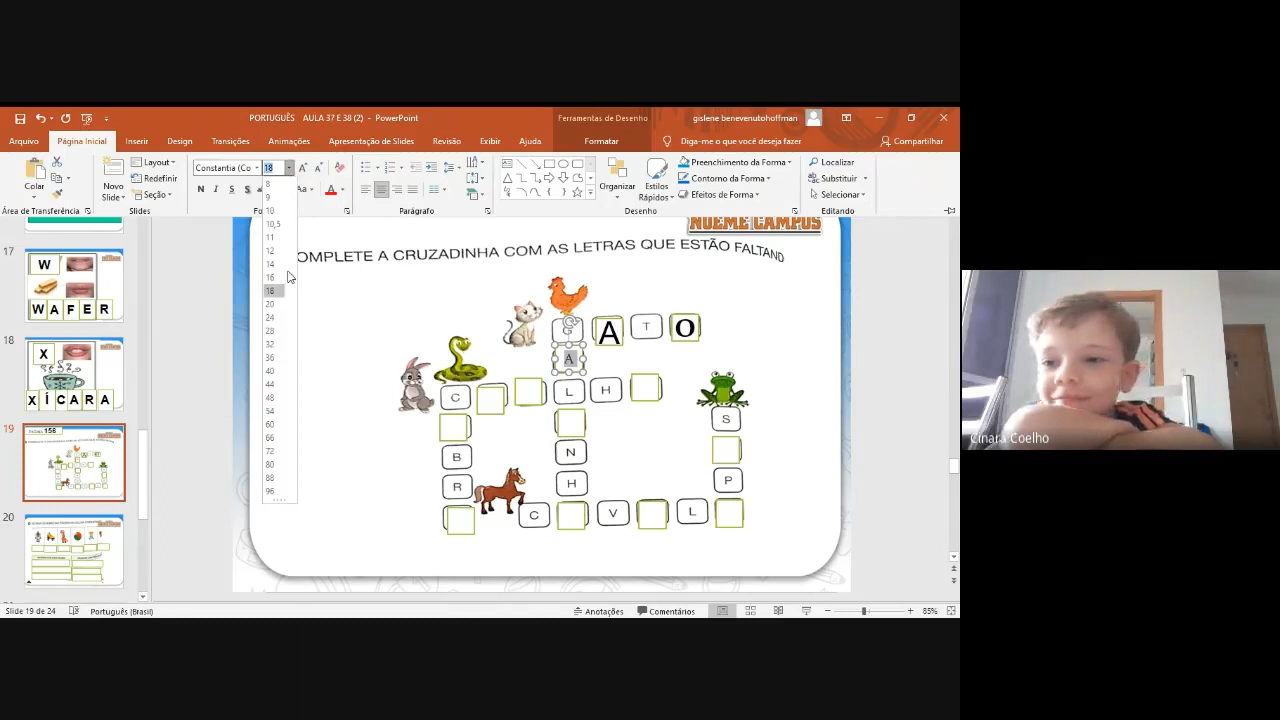 PORTUGUÊS AULA 37 E 38 (2) - PowerPoint
Ferramentas de Desenho
gislene benevenutohoffman
Arquivo Página Inicial Inserir Design Transições Animações Apresentação de Slides Revisão Exibir Ajuda Formatar Diga-me o que você deseja fazer Compartilhar
Colar
Novo Slide
Layout
Redefinir
Seção
Constantia (Co 18
N I S S Aa A
Organizar
Estilos Rápidos
Preenchimento da Forma
Contorno da Forma
Efeitos de Forma
Localizar
Substituir
Selecionar
Área de Transferência Slides Parágrafo Desenho Editando
8
9
10
10,5
11
12
14
16
18
20
24
28
32
36
40
44
48
54
60
66
72
80
88
96
17
W
W A F E R
18
X
X Í C A R A
19
156
20
NOEME CAMPOS
OMPLETE A CRUZADINHA COM AS LETRAS QUE ESTÃO FALTAND
G A T O
A
C L H
S
B N
R H P
C V L
Cinara Coelho
Slide 19 de 24 Português (Brasil) Anotações Comentários 85%